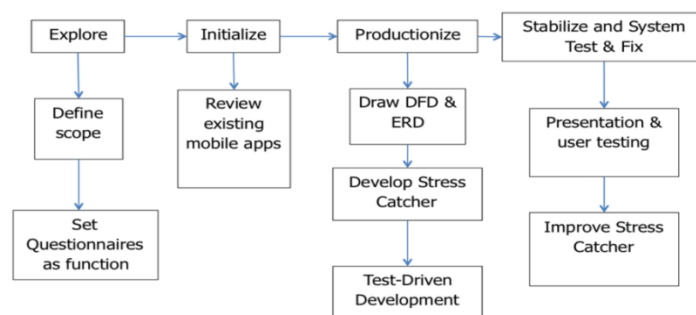 Explore
Initialize
Productionize
Stabilize and System
Test & Fix
Define
scope
Review
existing
mobile apps
Draw DFD &
ERD
Presentation &
user testing
Set
Questionnaires
as function
Develop Stress
Catcher
Improve Stress
Catcher
Test-Driven
Development